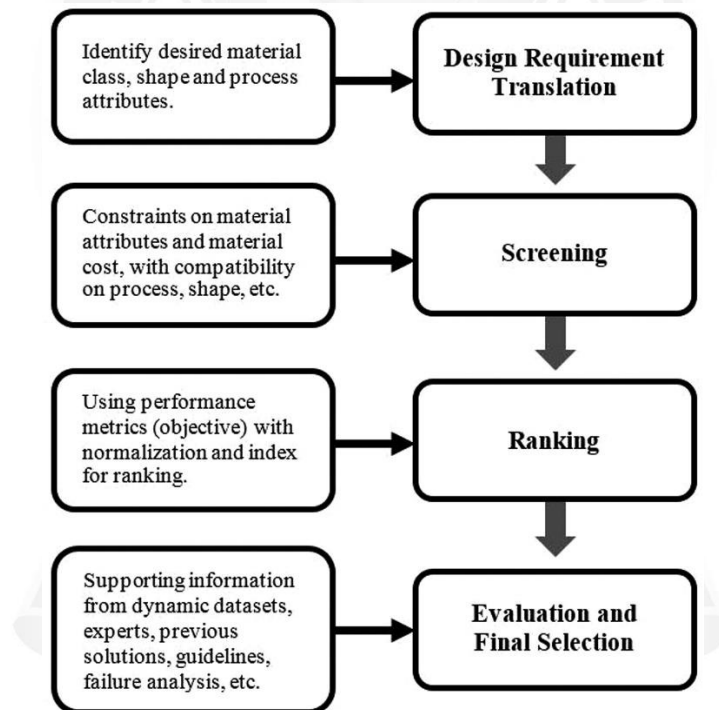 Identify desired material
class, shape and process
attributes.
Design Requirement
Translation
Constraints on material
attributes and material
cost, with compatibility
on process, shape, etc.
Screening
Using performance
metrics (objective) with
normalization and index
for ranking.
Ranking
Supporting information
from dynamic datasets,
experts, previous
solutions, guidelines,
failure analysis, etc.
Evaluation and
Final Selection